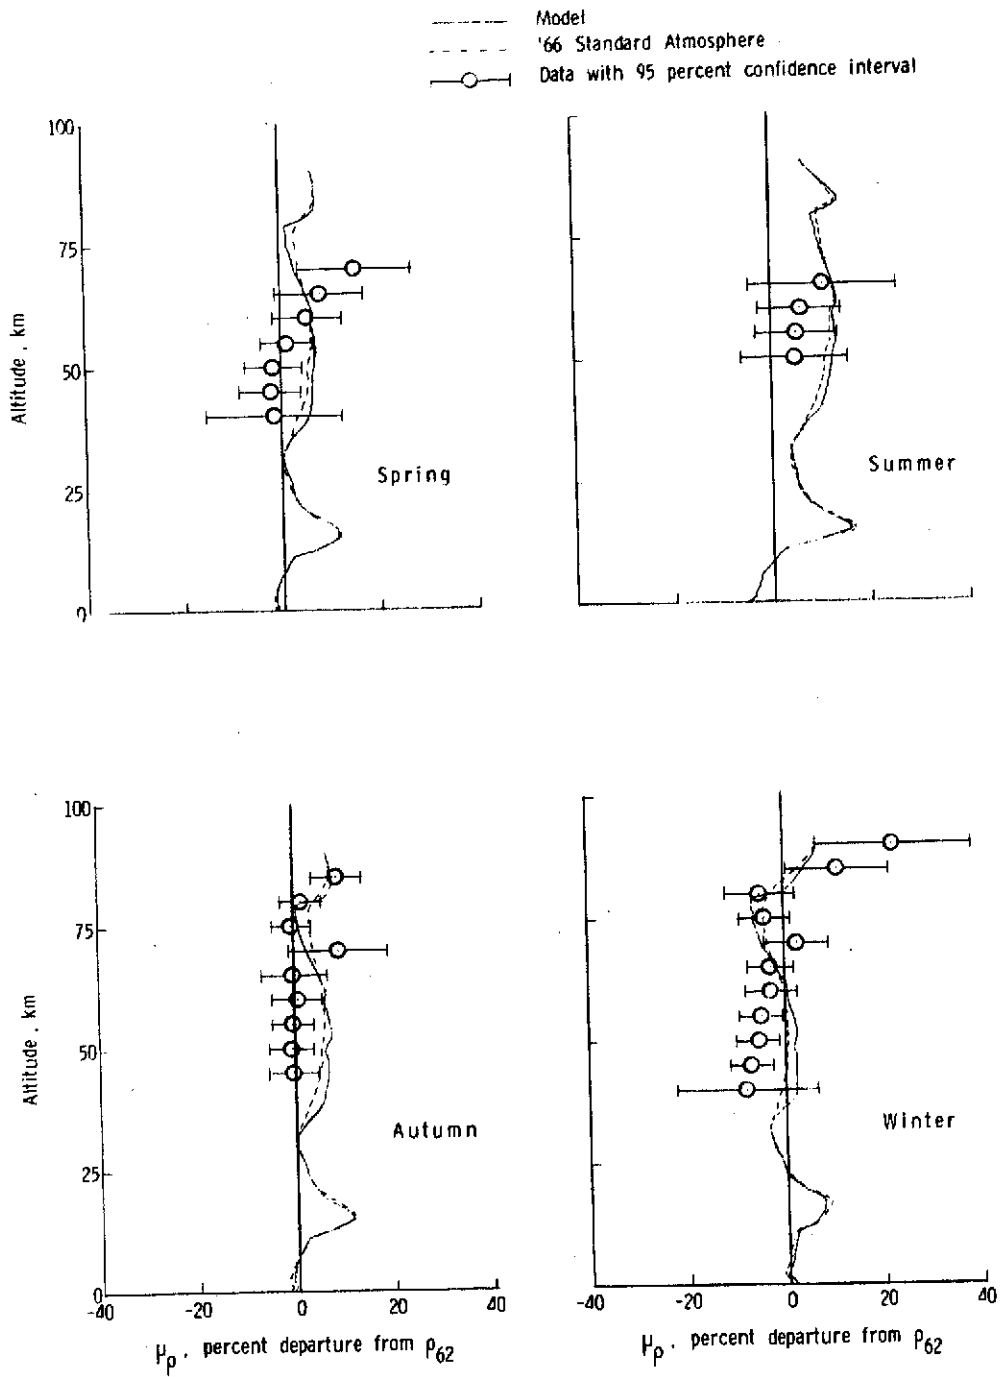 Model
'66 Standard Atmosphere
Data with 95 percent confidence interval
100
75
50
25
0
Altitude, km
Spring
Summer
100
75
50
25
0
Altitude, km
Autumn
Winter
-40 -20 0 20 40
-40 -20 0 20 40
μρ, percent departure from ρ62
μρ, percent departure from ρ62